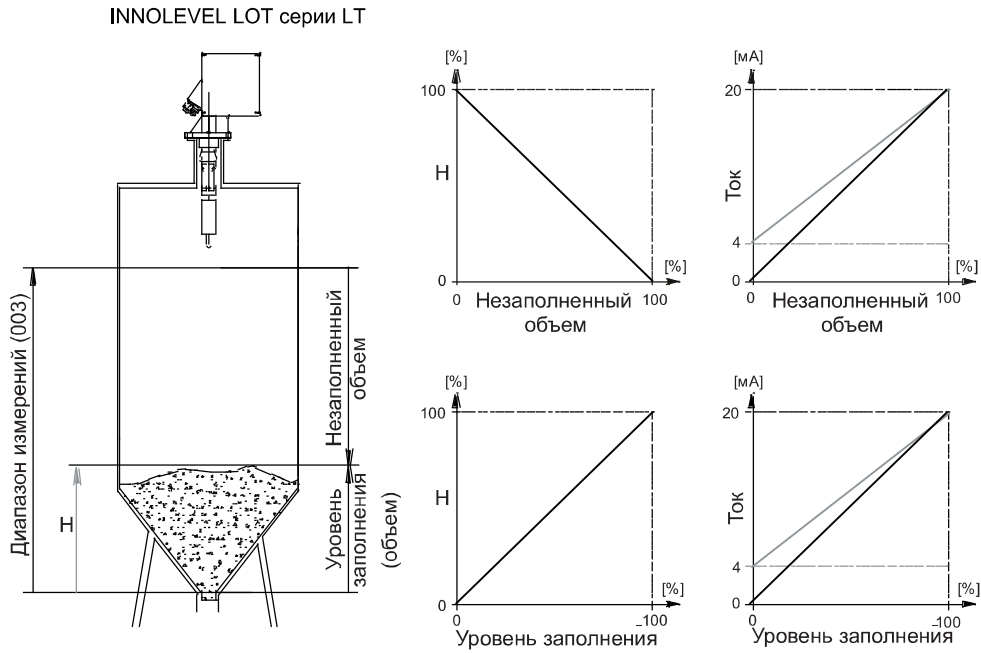 INNOLEVEL LOT серии LT
Диапазон измерений (003)
H
Незаполненный
объем
Уровень
заполнения
(объем)
[%]
100
H
0
0
100
[%]
Незаполненный
объем
[мА]
20
Ток
4
0
0
100
[%]
Незаполненный
объем
[%]
100
H
0
0
100
[%]
Уровень заполнения
[мА]
20
Ток
4
0
0
100
[%]
Уровень заполнения